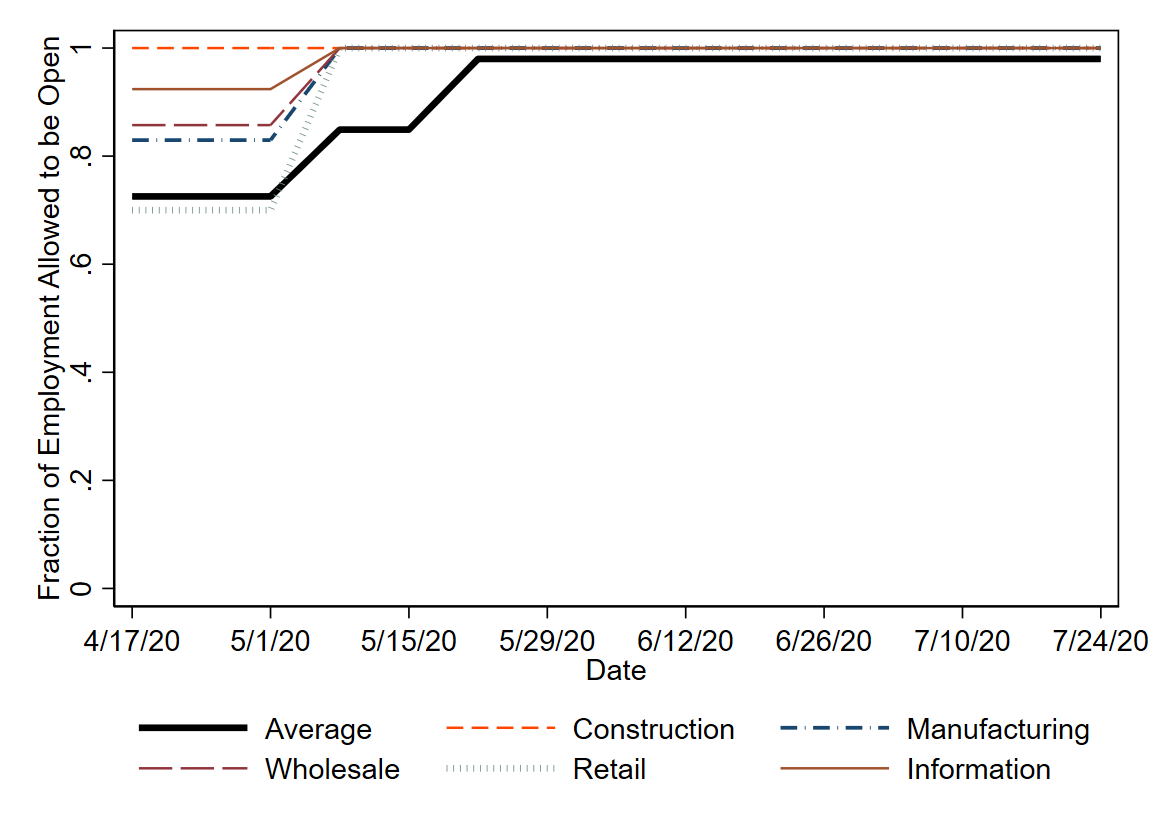 Fraction of Employment Allowed to be Open
1
.8
.6
.4
.2
0
4/17/20 5/1/20 5/15/20 5/29/20 6/12/20 6/26/20 7/10/20 7/24/20
Date
Average Construction Manufacturing
Wholesale Retail Information